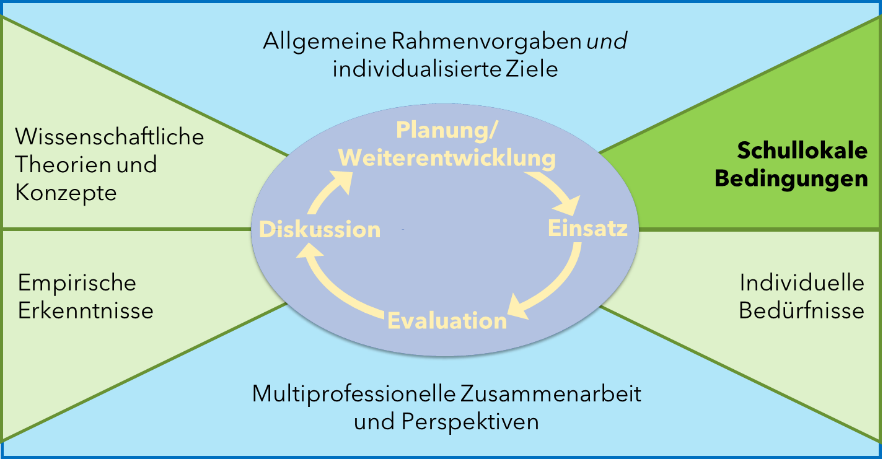 Allgemeine Rahmenvorgaben und
individualisierte Ziele
Wissenschaftliche
Theorien und
Konzepte
Planung/
Weiterentwicklung
Schullokale
Bedingungen
Diskussion
Einsatz
Empirische
Erkenntnisse
Evaluation
Individuelle
Bedürfnisse
Multiprofessionelle Zusammenarbeit
und Perspektiven